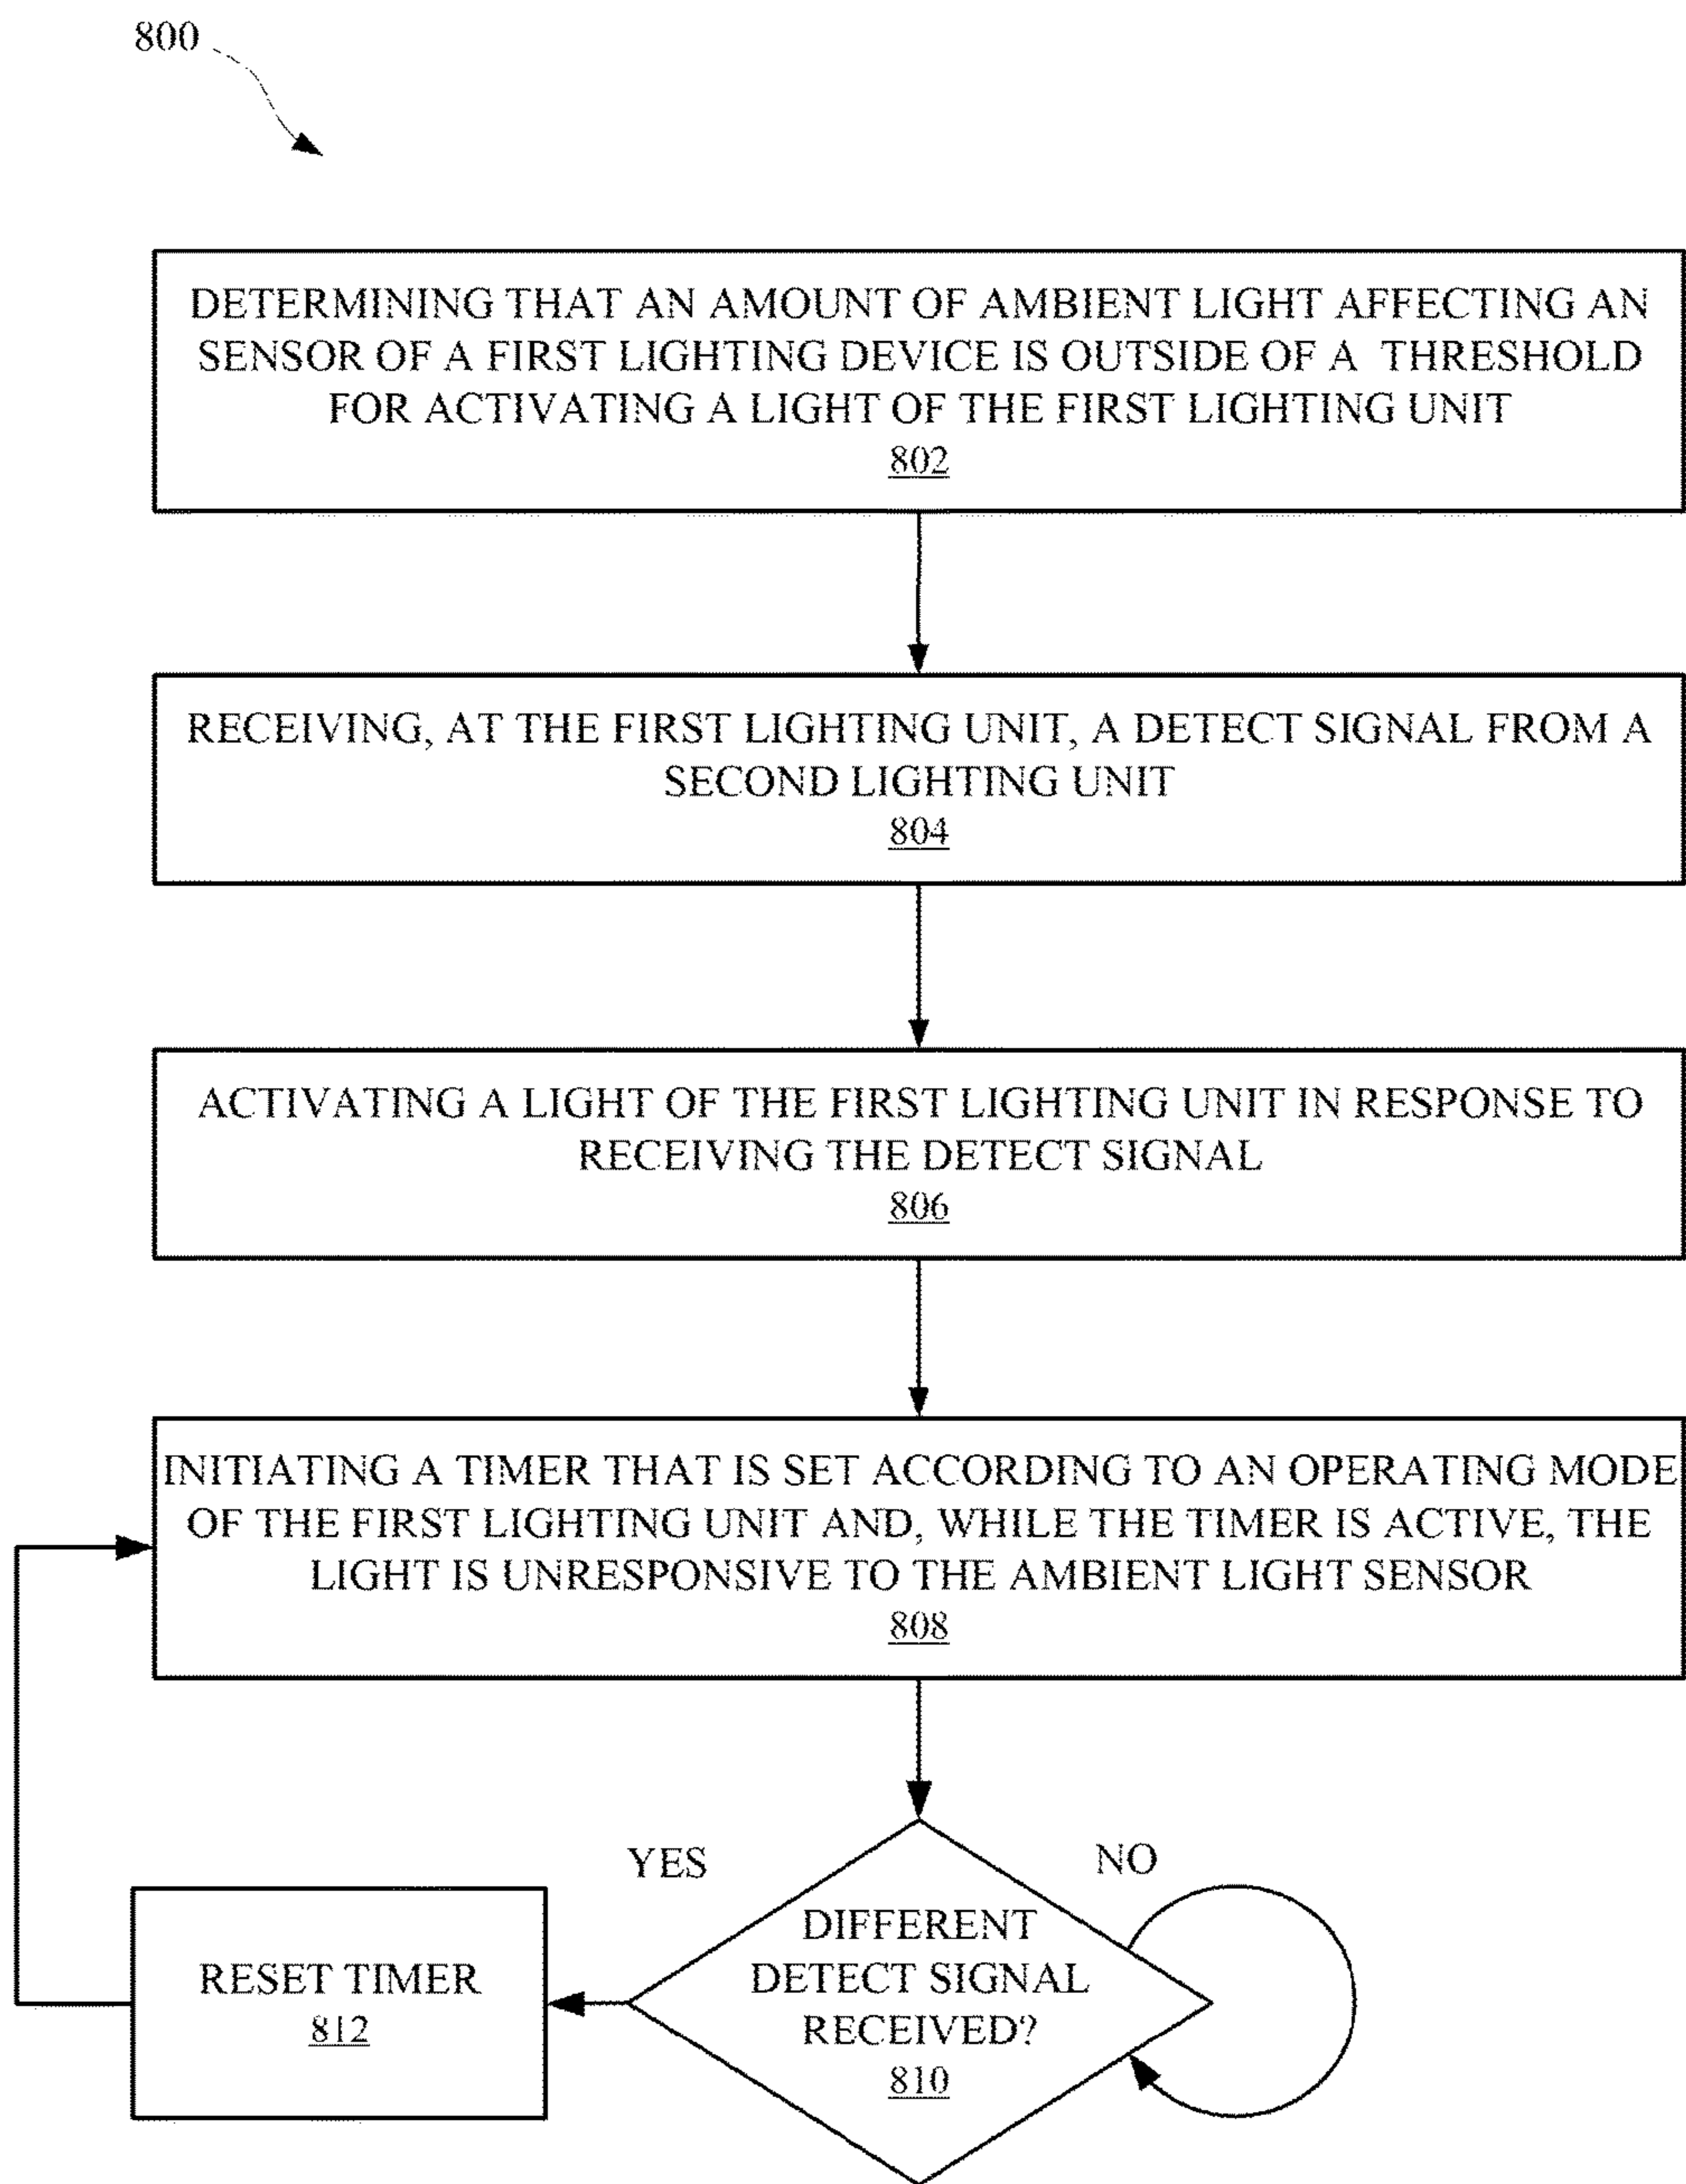 800
DETERMINING THAT AN AMOUNT OF AMBIENT LIGHT AFFECTING AN
SENSOR OF A FIRST LIGHTING DEVICE IS OUTSIDE OF A THRESHOLD
FOR ACTIVATING A LIGHT OF THE FIRST LIGHTING UNIT
802
RECEIVING, AT THE FIRST LIGHTING UNIT, A DETECT SIGNAL FROM A
SECOND LIGHTING UNIT
804
ACTIVATING A LIGHT OF THE FIRST LIGHTING UNIT IN RESPONSE TO
RECEIVING THE DETECT SIGNAL
806
INITIATING A TIMER THAT IS SET ACCORDING TO AN OPERATING MODE
OF THE FIRST LIGHTING UNIT AND, WHILE THE TIMER IS ACTIVE, THE
LIGHT IS UNRESPONSIVE TO THE AMBIENT LIGHT SENSOR
808
YES
NO
DIFFERENT
DETECT SIGNAL
RECEIVED?
810
RESET TIMER
812